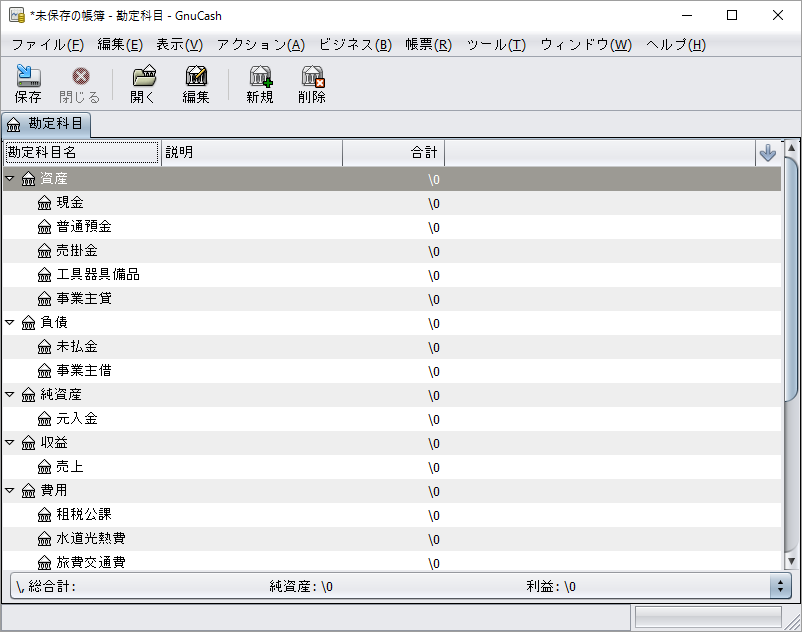 *未保存の帳簿 - 勘定科目 - GnuCash
ファイル(F) 編集(E) 表示(V) アクション(A) ビジネス(B) 帳票(R) ツール(T) ウィンドウ(W) ヘルプ(H)
保存 閉じる 開く 編集 新規 削除
勘定科目
勘定科目名 説明 合計
資産 \0
現金 \0
普通預金 \0
売掛金 \0
工具器具備品 \0
事業主貸 \0
負債 \0
未払金 \0
事業主借 \0
純資産 \0
元入金 \0
収益 \0
売上 \0
費用 \0
租税公課 \0
水道光熱費 \0
旅費交通費 \0
\, 総合計: 純資産: \0 利益: \0